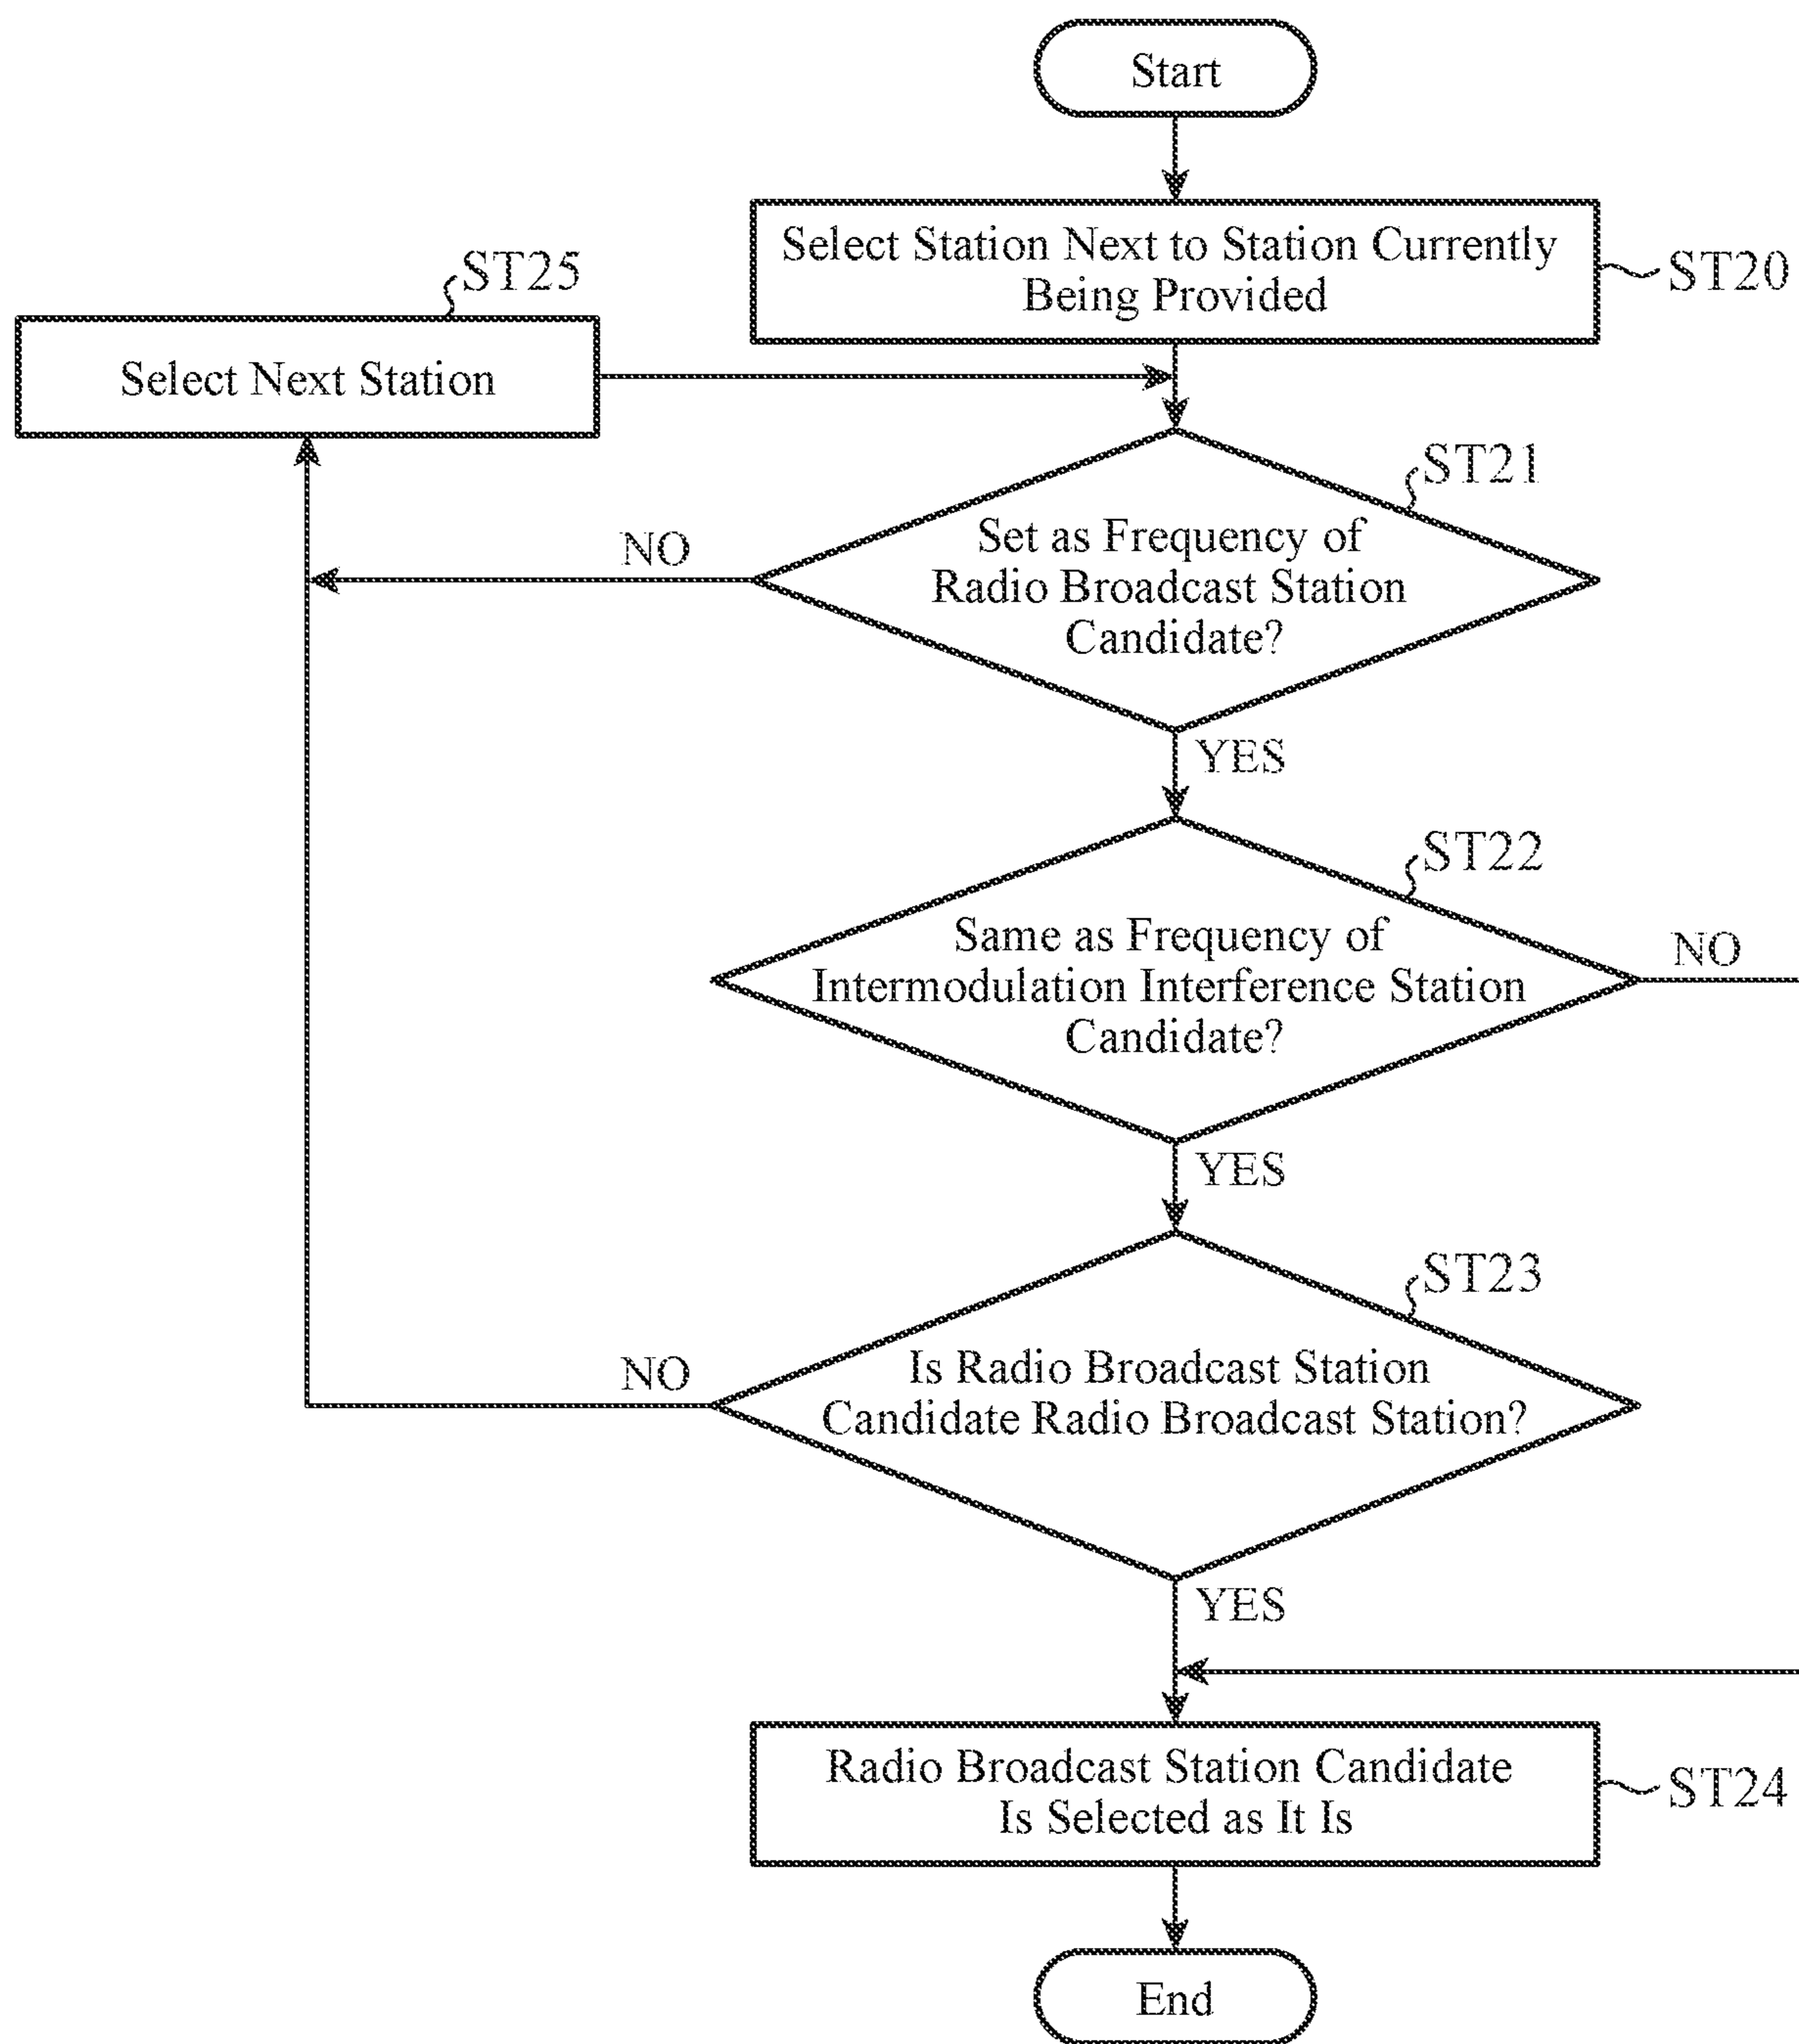 Start
Select Station Next to Station Currently
Being Provided
ST20
ST25
Select Next Station
ST21
Set as Frequency of
Radio Broadcast Station
Candidate?
NO
YES
ST22
Same as Frequency of
Intermodulation Interference Station
Candidate?
NO
YES
ST23
Is Radio Broadcast Station
Candidate Radio Broadcast Station?
NO
YES
Radio Broadcast Station Candidate
Is Selected as It Is
ST24
End